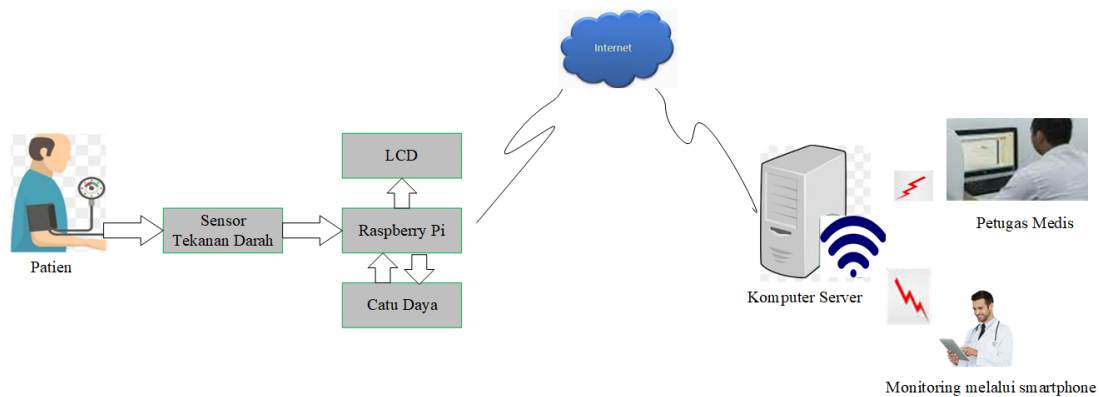 Internet
LCD
Sensor
Tekanan Darah
Raspberry Pi
Patien
Catu Daya
Petugas Medis
Komputer Server
Monitoring melalui smartphone